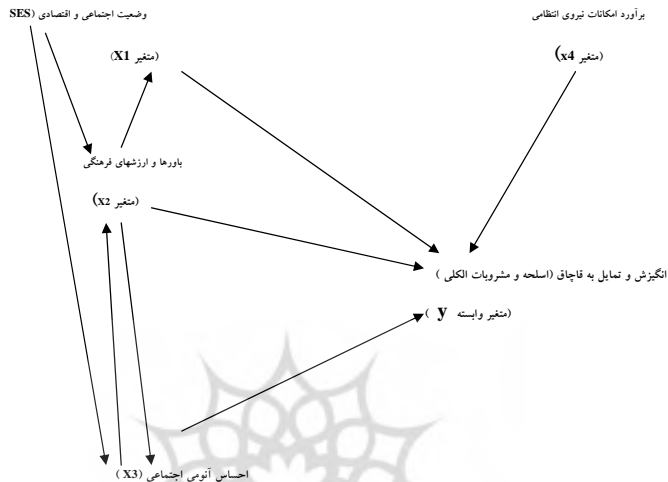 وضعیت اجتماعی و اقتصادی (SES
برآورد امکانات نیروی انتظامی
(متغیر X1)
(متغیر x4)
باورها و ارزشهای فرهنگی
(متغیر x2)
انگیزش و تمایل به قاچاق (اسلحه و مشروبات الکلی )
(متغیر وابسته y )
احساس آنومی اجتماعی (X3 )